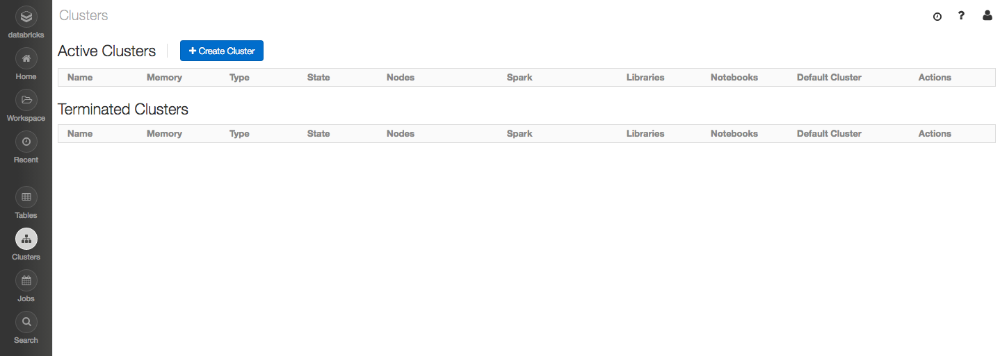 Clusters
?
Active Clusters
Create Cluster
Name Memory Type State Nodes Spark Libraries Notebooks Default Cluster Actions
Terminated Clusters
Name Memory Type State Nodes Spark Libraries Notebooks Default Cluster Actions
databricks
Home
Workspace
Recent
Tables
Clusters
Jobs
Search